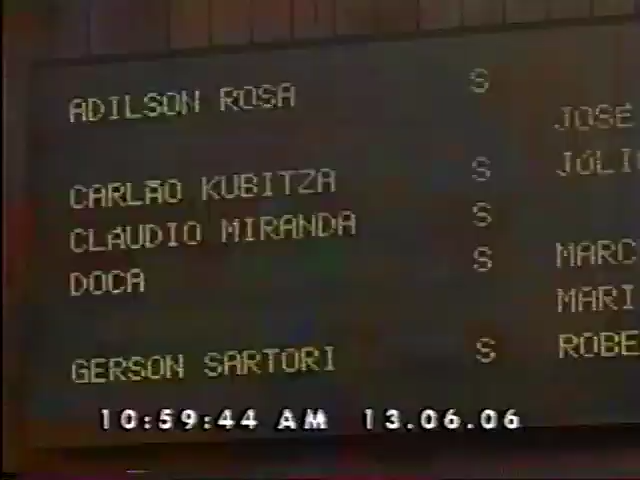 ADILSON ROSA S
CARLÃO KUBITZA S
CLAUDIO MIRANDA S
DOCA S
GERSON SARTORI S
JOSÉ
JÚLI
MARC
MARI
ROBE
10:59:44 AM 13.06.06